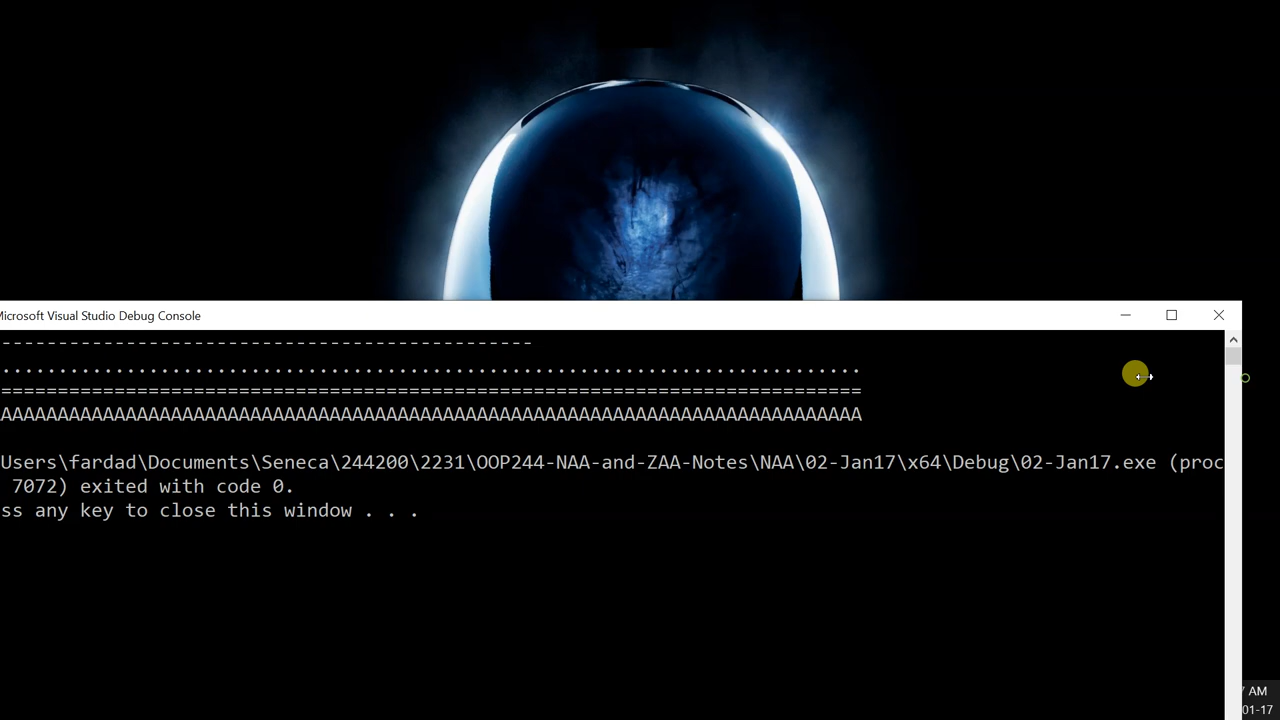 Microsoft Visual Studio Debug Console
-----------------------------------------------
...........................................................................
===========================================================================
AAAAAAAAAAAAAAAAAAAAAAAAAAAAAAAAAAAAAAAAAAAAAAAAAAAAAAAAAAAAAAAAAAAAAAAAAAA
Users\fardad\Documents\Seneca\244200\2231\OOP244-NAA-and-ZAA-Notes\NAA\02-Jan17\x64\Debug\02-Jan17.exe (proc
7072) exited with code 0.
ss any key to close this window . . .
AM
01-17